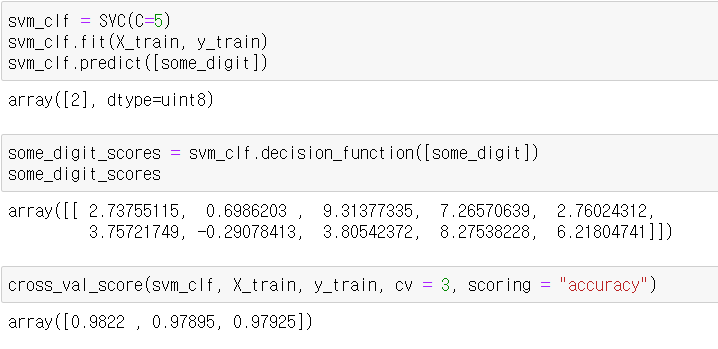 svm_clf = SVC(C=5)
svm_clf.fit(X_train, y_train)
svm_clf.predict([some_digit])
array([2], dtype=uint8)
some_digit_scores = svm_clf.decision_function([some_digit])
some_digit_scores
array([[ 2.73755115,  0.6986203 ,  9.31377335,  7.26570639,  2.76024312,
         3.75721749, -0.29078413,  3.80542372,  8.27538228,  6.21804741]])
cross_val_score(svm_clf, X_train, y_train, cv = 3, scoring = "accuracy")
array([0.9822 , 0.97895, 0.97925])